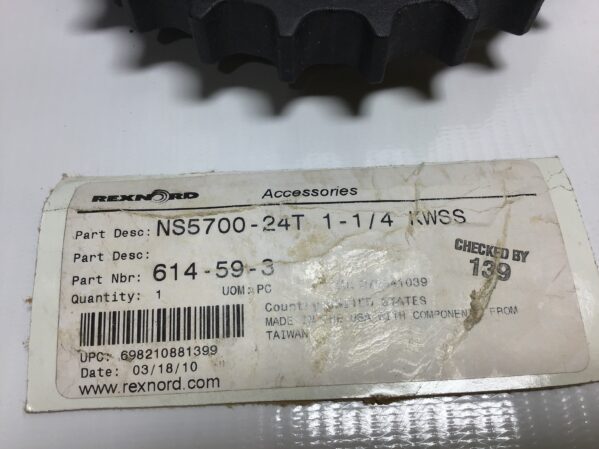 REXNORD Accessories
Part Desc: NS5700-24T 1-1/4 KWSS
Part Desc:
Part Nbr: 614-59-3
CHECKED BY
139
Quantity: 1 UOM: PC
Country: UNITED STATES
MADE IN THE USA WITH COMPONENTS FROM
TAIWAN
UPC: 698210881399
Date: 03/18/10
www.rexnord.com